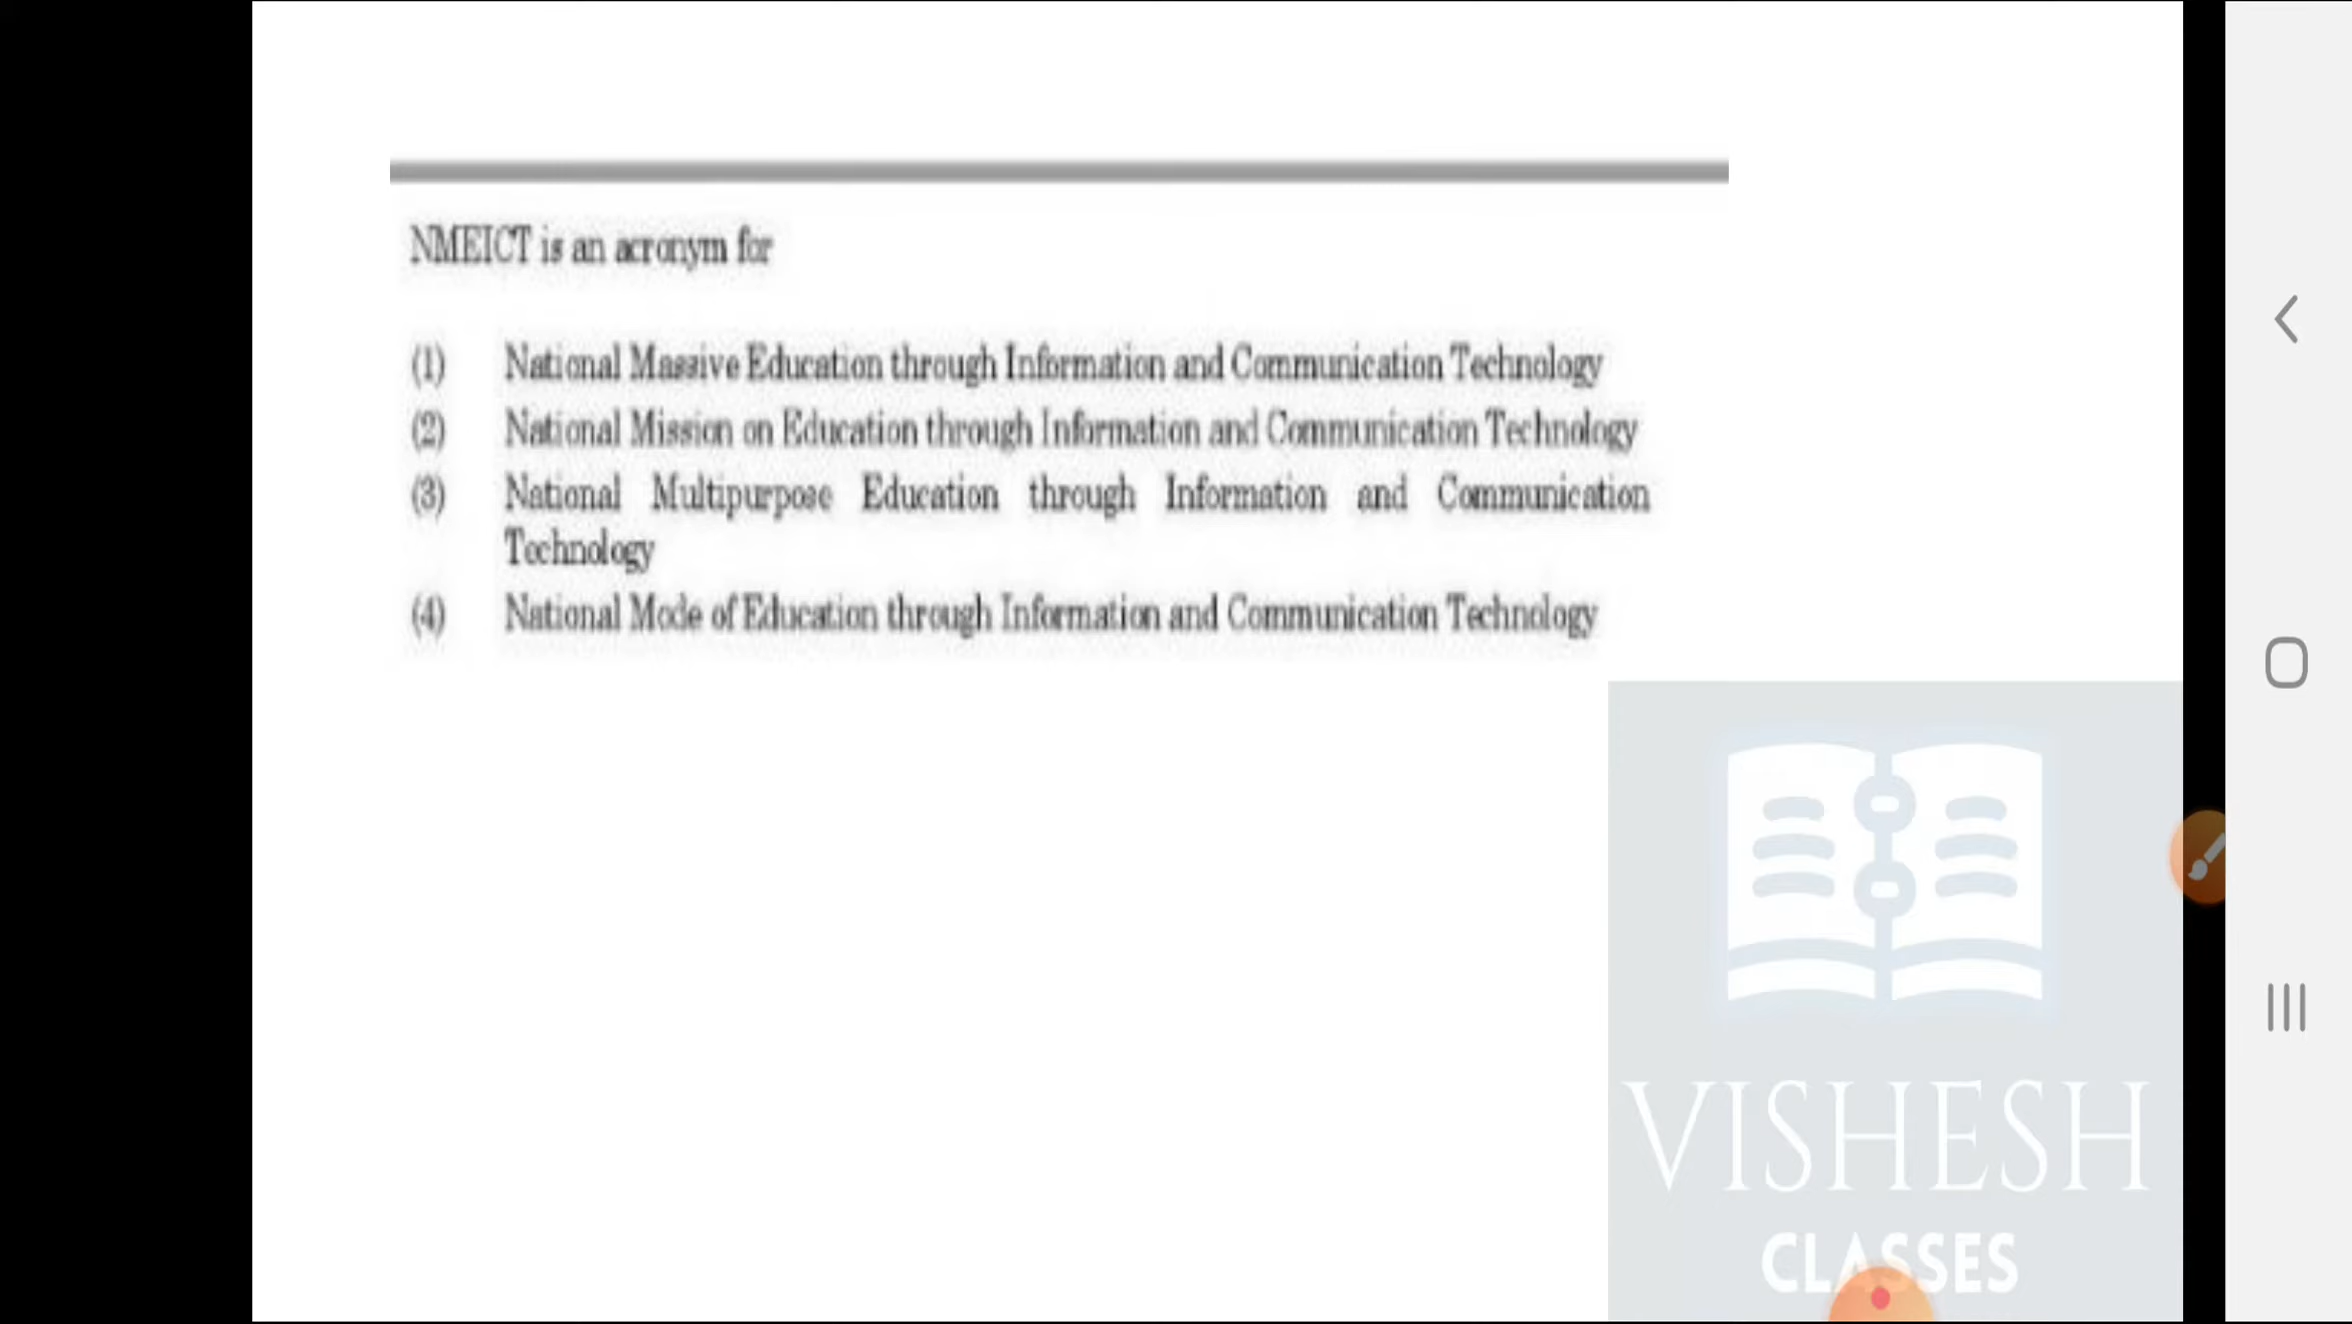 NMEICT is an acronym for
(1) National Massive Education through Information and Communication Technology
(2) National Mission on Education through Information and Communication Technology
(3) National Multipurpose Education through Information and Communication
Technology
(4) National Mode of Education through Information and Communication Technology
VISHESH
CLASSES